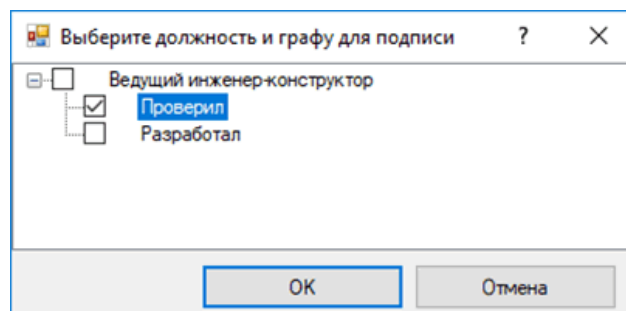 Выберите должность и графу для подписи ?
Ведущий инженер-конструктор
Проверил
Разработал
OK
Отмена